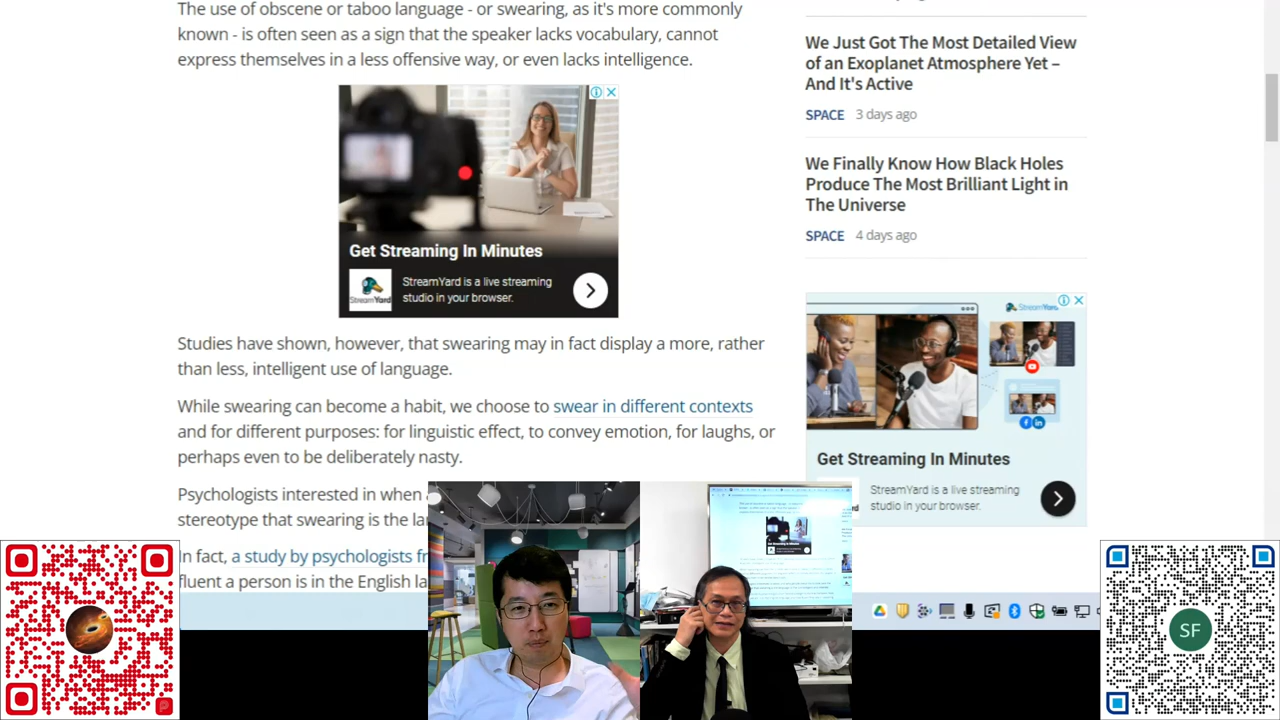 The use of obscene or taboo language - or swearing, as it's more commonly
known - is often seen as a sign that the speaker lacks vocabulary, cannot
express themselves in a less offensive way, or even lacks intelligence.
Get Streaming In Minutes
StreamYard
StreamYard is a live streaming
studio in your browser.
Studies have shown, however, that swearing may in fact display a more, rather
than less, intelligent use of language.
While swearing can become a habit, we choose to swear in different contexts
and for different purposes: for linguistic effect, to convey emotion, for laughs, or
perhaps even to be deliberately nasty.
Psychologists interested in when
stereotype that swearing is the
In fact, a study by psychologists
fluent a person is in the English
We Just Got The Most Detailed View
of an Exoplanet Atmosphere Yet –
And It's Active
SPACE 3 days ago
We Finally Know How Black Holes
Produce The Most Brilliant Light in
The Universe
SPACE 4 days ago
StreamYard
Get Streaming In Minutes
StreamYard is a live streaming
studio in your browser.
SF